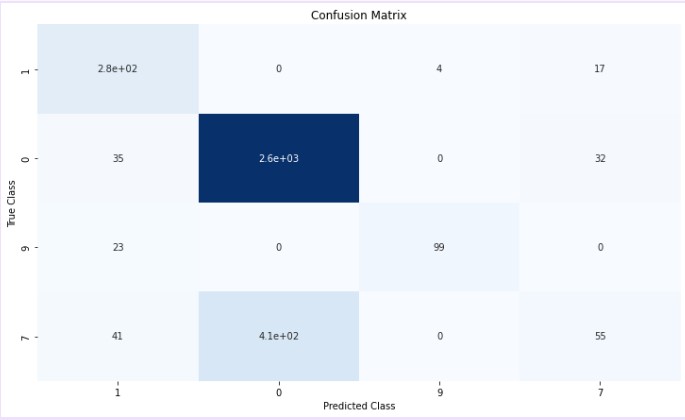 Confusion Matrix
True Class
1 2.8e+02 0 4 17
0 35 2.6e+03 0 32
9 23 0 99 0
7 41 4.1e+02 0 55
1 0 9 7
Predicted Class